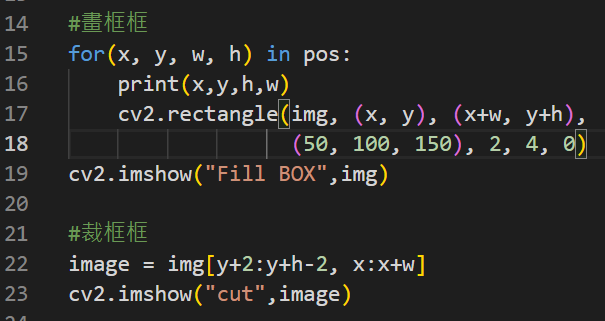 14 #畫框框
15 for(x, y, w, h) in pos:
16 print(x,y,h,w)
17 cv2.rectangle(img, (x, y), (x+w, y+h),
18 (50, 100, 150), 2, 4, 0)
19 cv2.imshow("Fill BOX",img)
20
21 #裁框框
22 image = img[y+2:y+h-2, x:x+w]
23 cv2.imshow("cut",image)